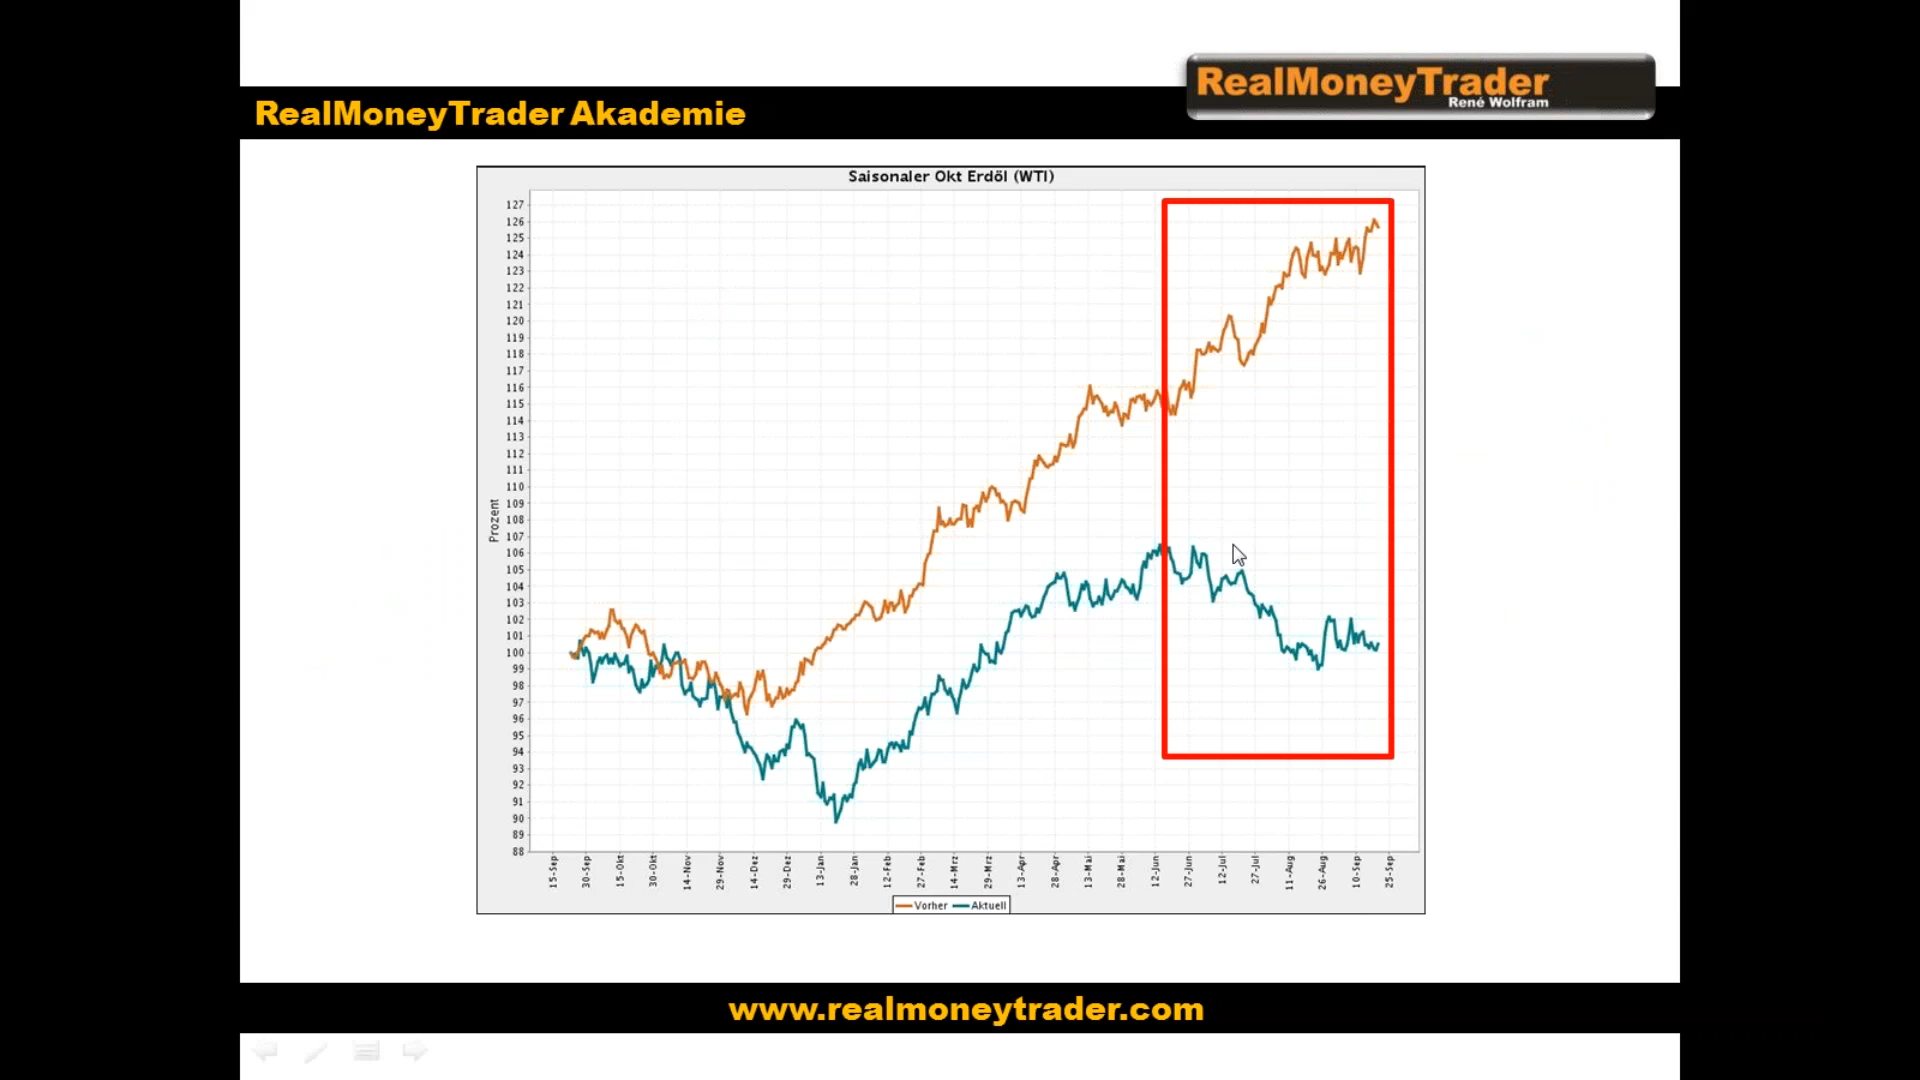 RealMoneyTrader
René Wolfram
RealMoneyTrader Akademie
Saisonaler Okt Erdöl (WTI)
127
126
125
124
123
122
121
120
119
118
117
116
115
114
113
112
111
110
109
108
107
106
105
104
103
102
101
100
99
98
97
96
95
94
93
92
91
90
89
88
Prozent
15-Sep
30-Sep
15-Okt
30-Okt
14-Nov
29-Nov
14-Dez
29-Dez
13-Jan
28-Jan
12-Feb
27-Feb
14-Mrz
29-Mrz
13-Apr
28-Apr
13-Mai
28-Mai
12-Jun
27-Jun
12-Jul
27-Jul
11-Aug
26-Aug
10-Sep
25-Sep
Vorher Aktuell
www.realmoneytrader.com